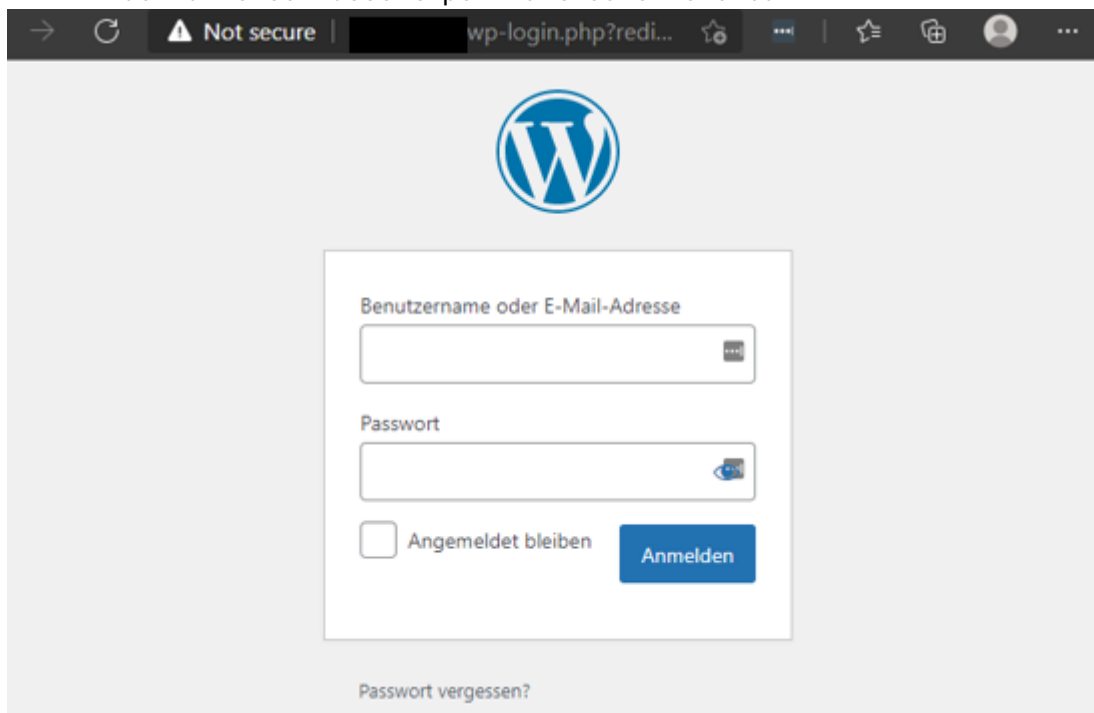 Not secure | wp-login.php?redi...
Benutzername oder E-Mail-Adresse
Passwort
Angemeldet bleiben
Anmelden
Passwort vergessen?